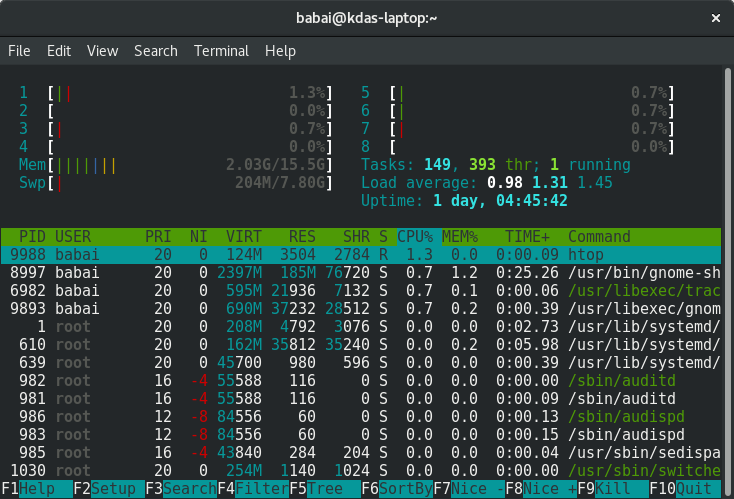 babai@kdas-laptop:~
File Edit View Search Terminal Help
1 [|| 1.3%] 5 [| 0.7%]
2 [ 0.0%] 6 [| 0.7%]
3 [| 0.7%] 7 [| 0.7%]
4 [ 0.0%] 8 [ 0.0%]
Mem[||||||| 2.03G/15.5G] Tasks: 149, 393 thr; 1 running
Swp[| 204M/7.80G] Load average: 0.98 1.31 1.45
Uptime: 1 day, 04:45:42
PID USER PRI NI VIRT RES SHR S CPU% MEM% TIME+ Command
9988 babai 20 0 124M 3504 2784 R 1.3 0.0 0:00.09 htop
8997 babai 20 0 2397M 185M 76720 S 0.7 1.2 0:25.26 /usr/bin/gnome-sh
6982 babai 20 0 595M 21936 7132 S 0.7 0.1 0:00.06 /usr/libexec/trac
9893 babai 20 0 690M 37232 28512 S 0.7 0.2 0:00.39 /usr/libexec/gnom
1 root 20 0 208M 4792 3076 S 0.0 0.0 0:02.73 /usr/lib/systemd/
610 root 20 0 162M 35812 35240 S 0.0 0.2 0:05.98 /usr/lib/systemd/
639 root 20 0 45700 980 596 S 0.0 0.0 0:00.39 /usr/lib/systemd/
982 root 16 -4 55588 116 0 S 0.0 0.0 0:00.00 /sbin/auditd
981 root 16 -4 55588 116 0 S 0.0 0.0 0:00.09 /sbin/auditd
986 root 12 -8 84556 60 0 S 0.0 0.0 0:00.13 /sbin/audispd
983 root 12 -8 84556 60 0 S 0.0 0.0 0:00.15 /sbin/audispd
985 root 16 -4 43840 284 204 S 0.0 0.0 0:00.04 /usr/sbin/sedispa
1030 root 20 0 254M 1140 1024 S 0.0 0.0 0:00.00 /usr/sbin/switche
F1Help F2Setup F3SearchF4FilterF5Tree F6SortByF7Nice -F8Nice +F9Kill F10Quit